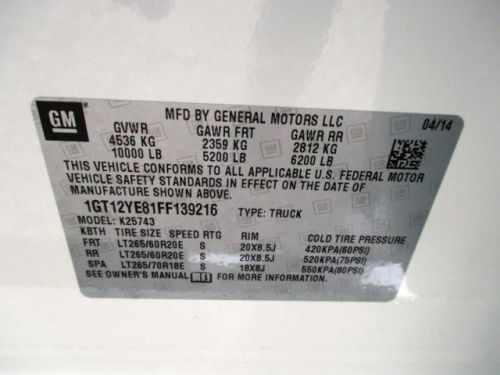 GM
MFD BY GENERAL MOTORS LLC
04/14
GVWR GAWR FRT GAWR RR
4536 KG 2359 KG 2812 KG
10000 LB 5200 LB 6200 LB
THIS VEHICLE CONFORMS TO ALL APPLICABLE U.S. FEDERAL MOTOR
VEHICLE SAFETY STANDARDS IN EFFECT ON THE DATE OF
MANUFACTURE SHOWN ABOVE.
1GT12YE81FF139216 TYPE: TRUCK
MODEL: K25743
KBTH TIRE SIZE SPEED RTG RIM COLD TIRE PRESSURE
FRT LT265/60R20E S 20X8.5J 420KPA(60PSI)
RR LT265/60R20E S 20X8.5J 520KPA(75PSI)
SPA LT265/70R18E S 18X8J 550KPA(80PSI)
SEE OWNER'S MANUAL FOR MORE INFORMATION